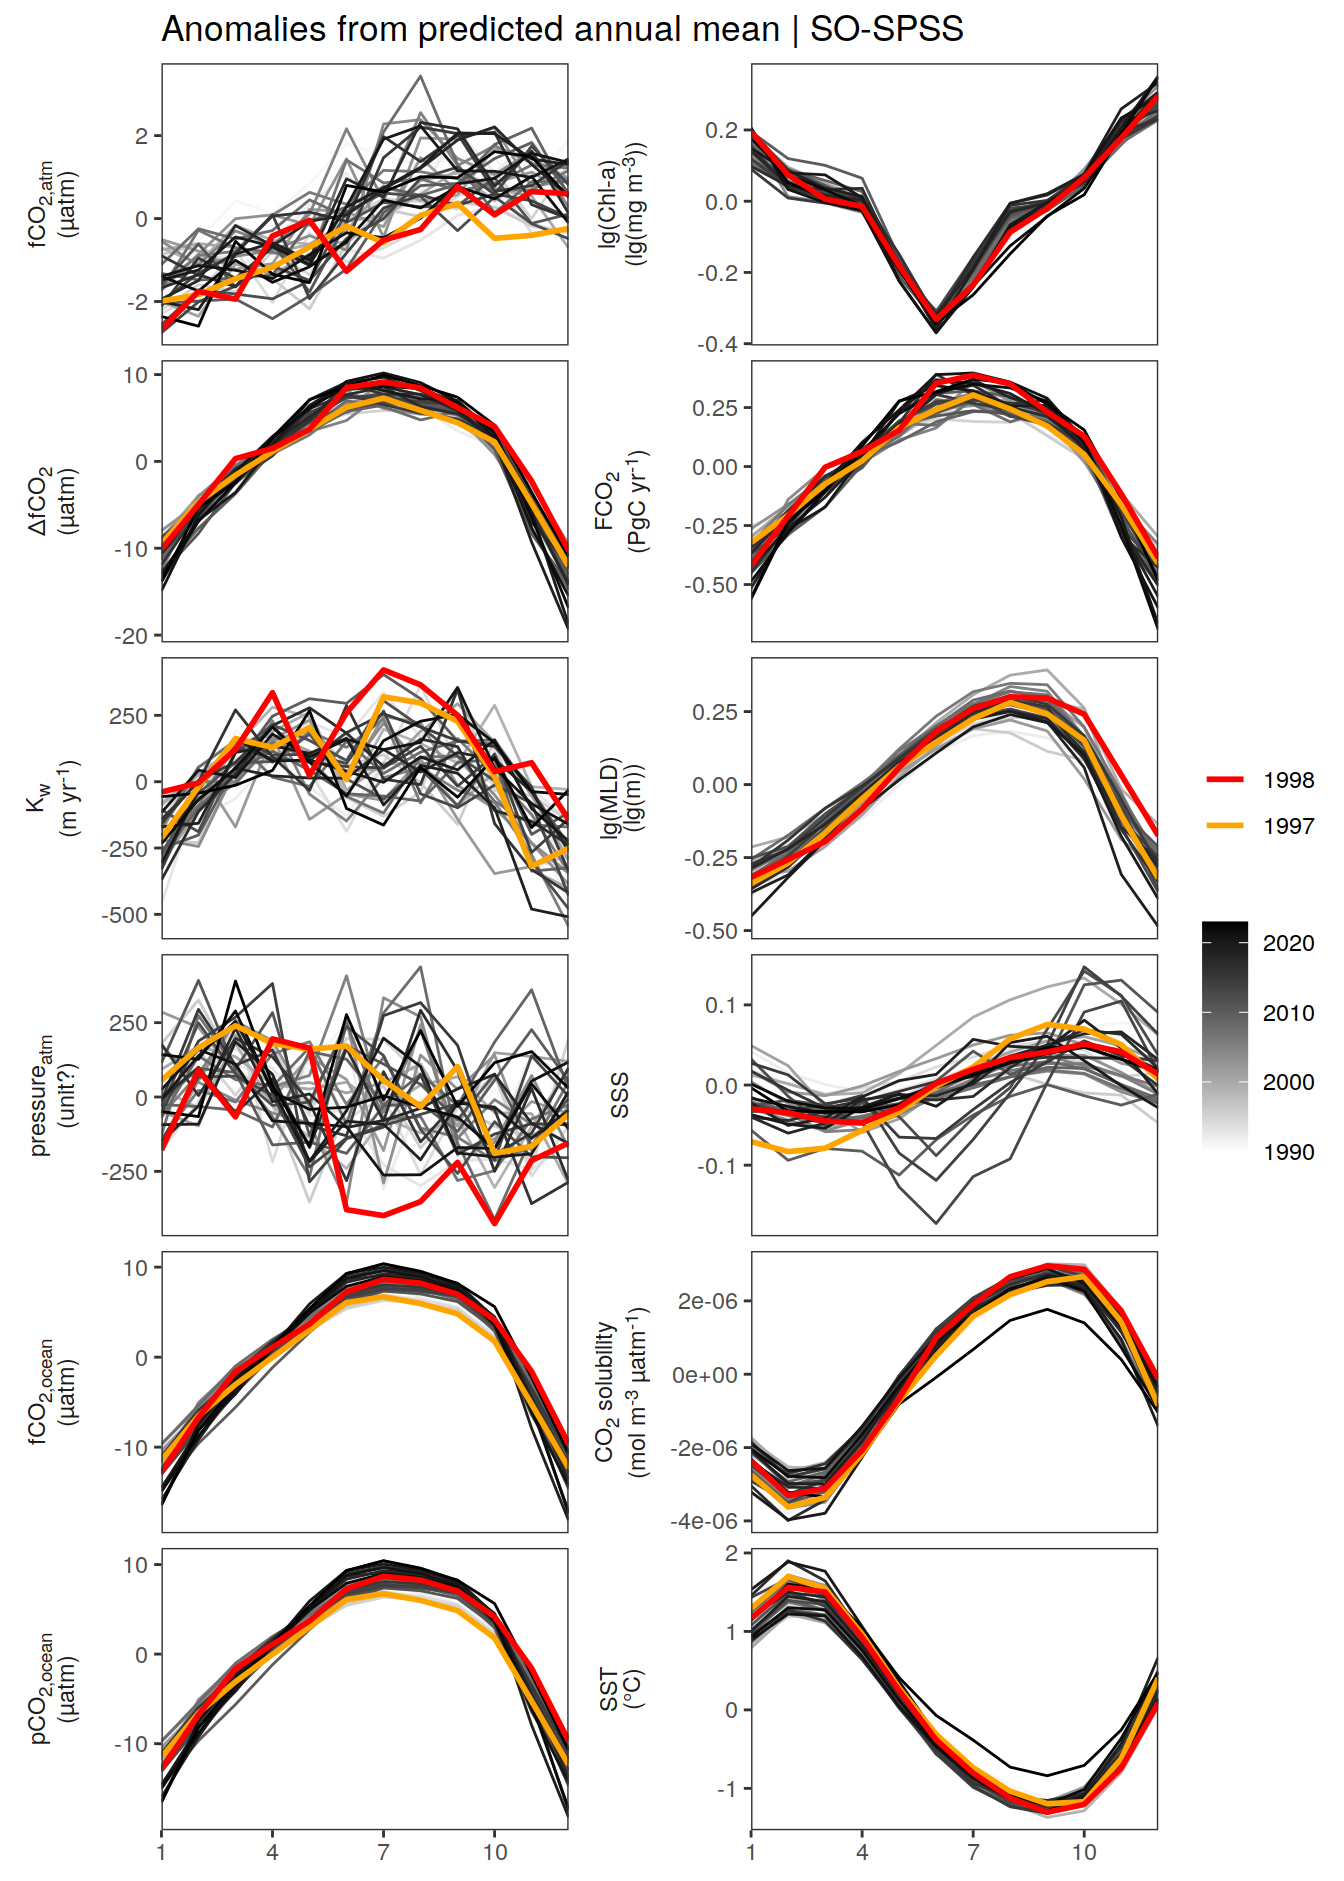 Anomalies from predicted annual mean | SO-SPSS
fCO2,atm
(µatm)
2
0
-2
lg(Chl-a)
(lg(mg m-3))
0.2
0.0
-0.2
-0.4
ΔfCO2
(µatm)
10
0
-10
-20
FCO2
(PgC yr-1)
0.25
0.00
-0.25
-0.50
Kw
(m yr-1)
250
0
-250
-500
lg(MLD)
(lg(m))
0.25
0.00
-0.25
-0.50
pressureatm
(unit?)
250
0
-250
SSS
0.1
0.0
-0.1
fCO2,ocean
(µatm)
10
0
-10
CO2 solubility
(mol m-3 µatm-1)
2e-06
0e+00
-2e-06
-4e-06
pCO2,ocean
(µatm)
10
0
-10
SST
(°C)
2
1
0
-1
1 4 7 10
1 4 7 10
1998
1997
2020
2010
2000
1990